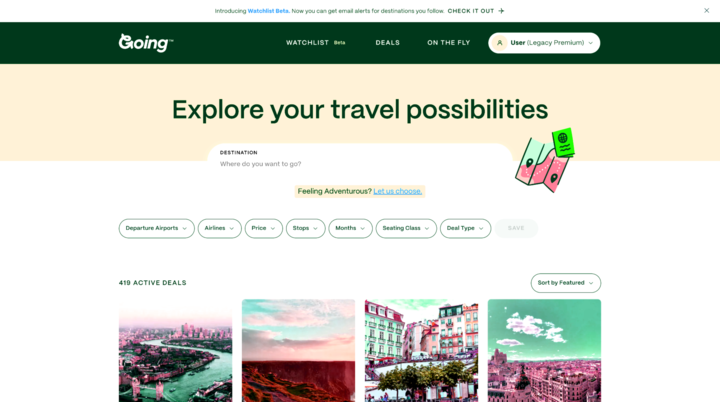 Introducing Watchlist Beta. Now you can get email alerts for destinations you follow. CHECK IT OUT →
Going™ WATCHLIST Beta DEALS ON THE FLY User (Legacy Premium)
Explore your travel possibilities
DESTINATION
Where do you want to go?
Feeling Adventurous? Let us choose.
Departure Airports Airlines Price Stops Months Seating Class Deal Type SAVE
419 ACTIVE DEALS Sort by Featured